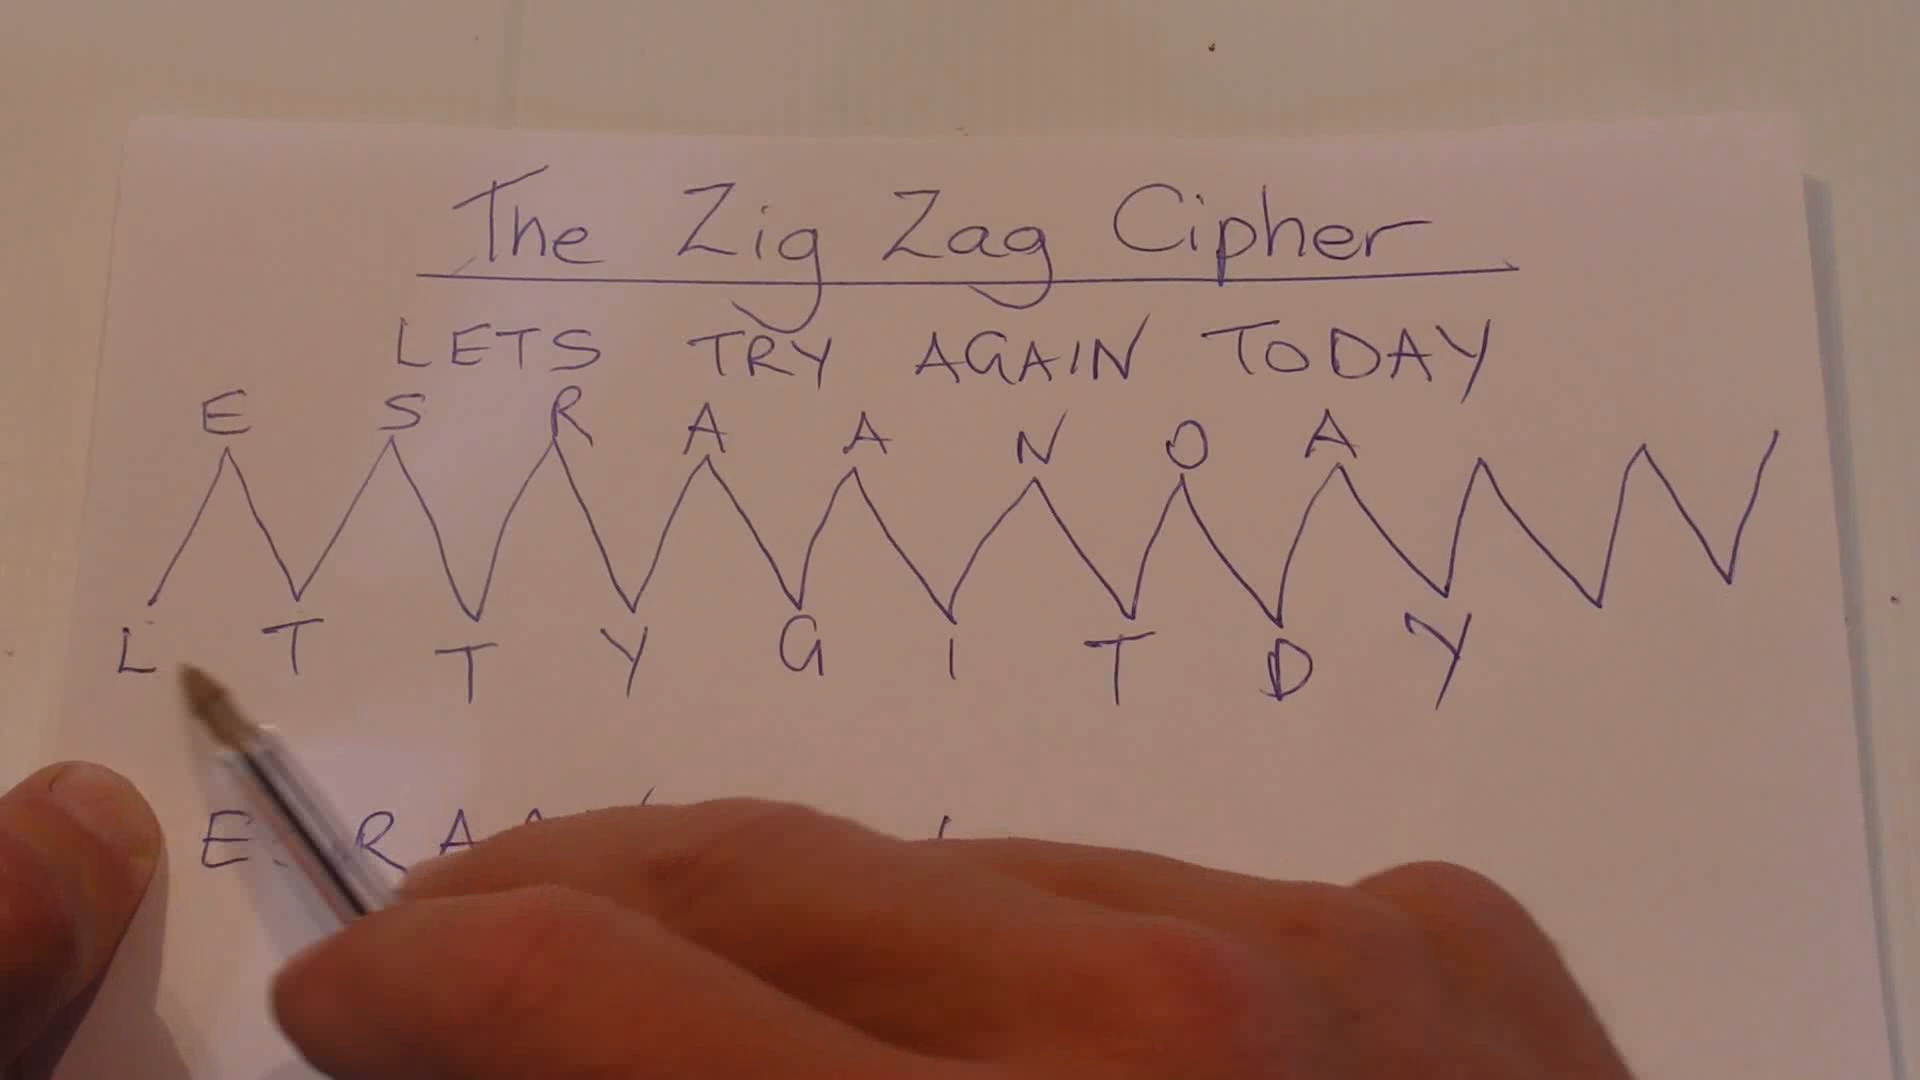 The Zig Zag Cipher
LETS TRY AGAIN TODAY
E S R A A N O A
L T T Y G I T D Y